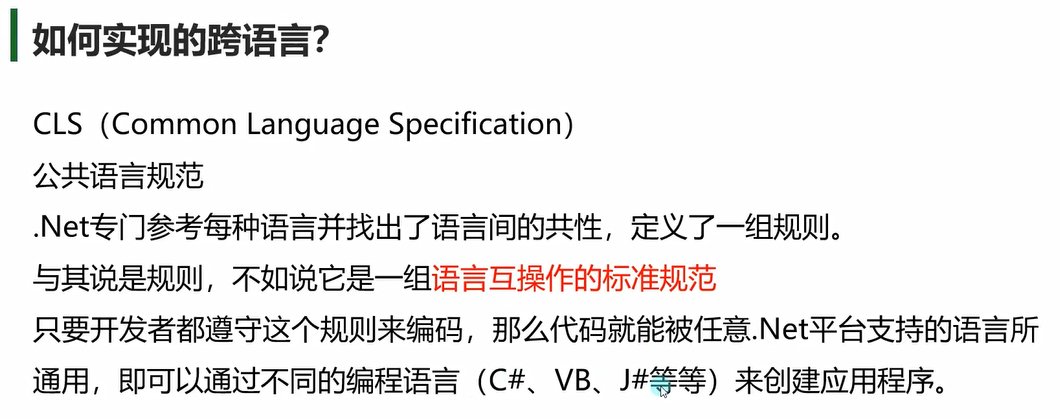 如何实现的跨语言？
CLS（Common Language Specification）
公共语言规范
.Net专门参考每种语言并找出了语言间的共性，定义了一组规则。
与其说是规则，不如说它是一组语言互操作的标准规范
只要开发者都遵守这个规则来编码，那么代码就能被任意.Net平台支持的语言所
通用，即可以通过不同的编程语言（C#、VB、J#等等）来创建应用程序。